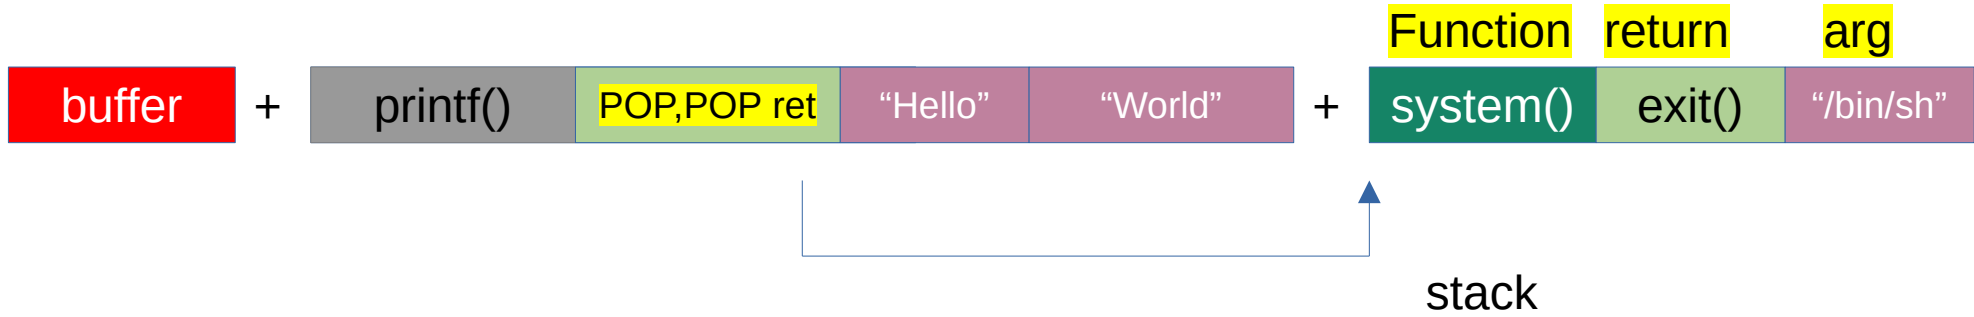 Function return arg
buffer + printf() POP,POP ret “Hello” “World” + system() exit() “/bin/sh”
stack